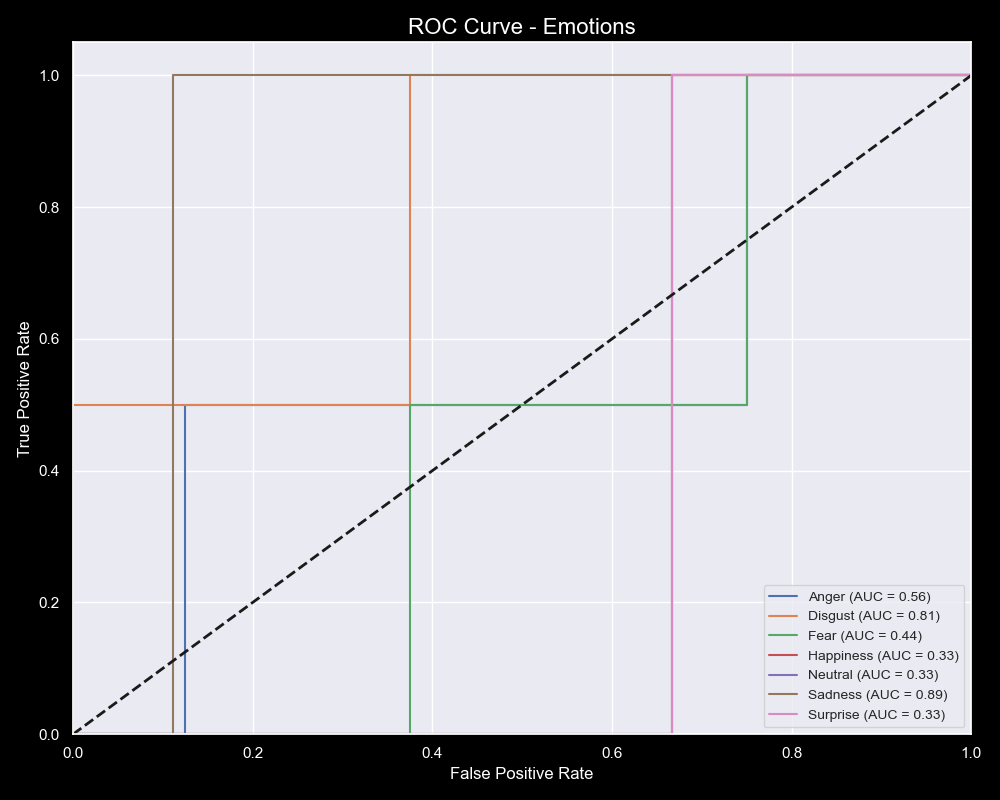 ROC Curve - Emotions
True Positive Rate
1.0
0.8
0.6
0.4
0.2
0.0
0.0 0.2 0.4 0.6 0.8 1.0
False Positive Rate
Anger (AUC = 0.56)
Disgust (AUC = 0.81)
Fear (AUC = 0.44)
Happiness (AUC = 0.33)
Neutral (AUC = 0.33)
Sadness (AUC = 0.89)
Surprise (AUC = 0.33)